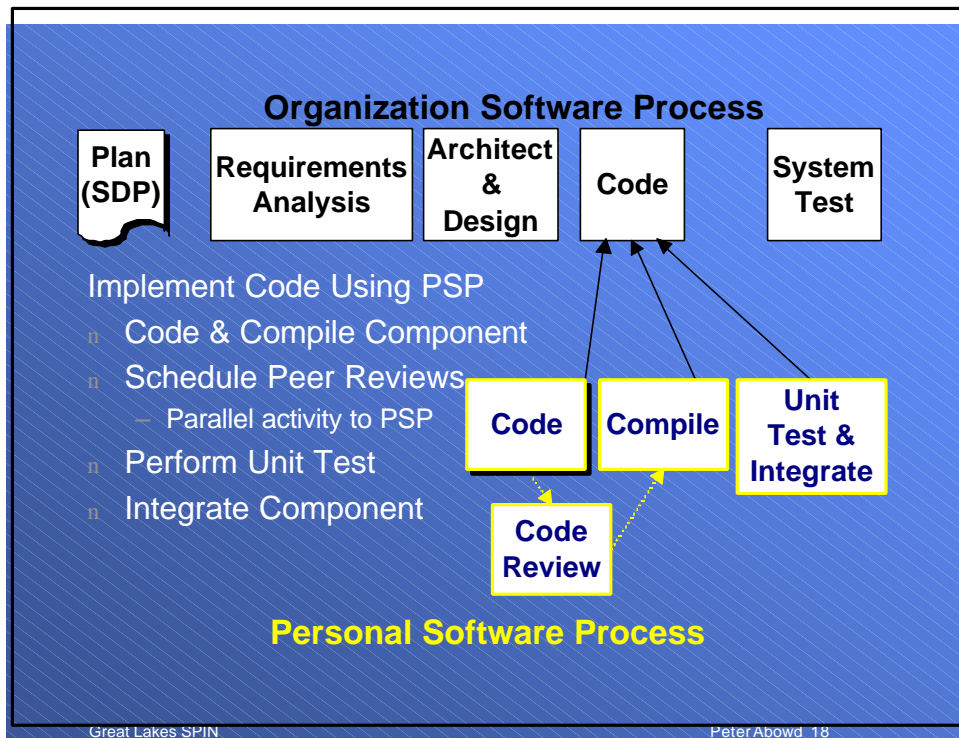 Organization Software Process
Plan
(SDP)
Requirements
Analysis
Architect
&
Design
Code
System
Test
Implement Code Using PSP
n Code & Compile Component
n Schedule Peer Reviews
– Parallel activity to PSP
n Perform Unit Test
n Integrate Component
Code
Compile
Unit
Test &
Integrate
Code
Review
Personal Software Process
Great Lakes SPIN
Peter Abowd 18